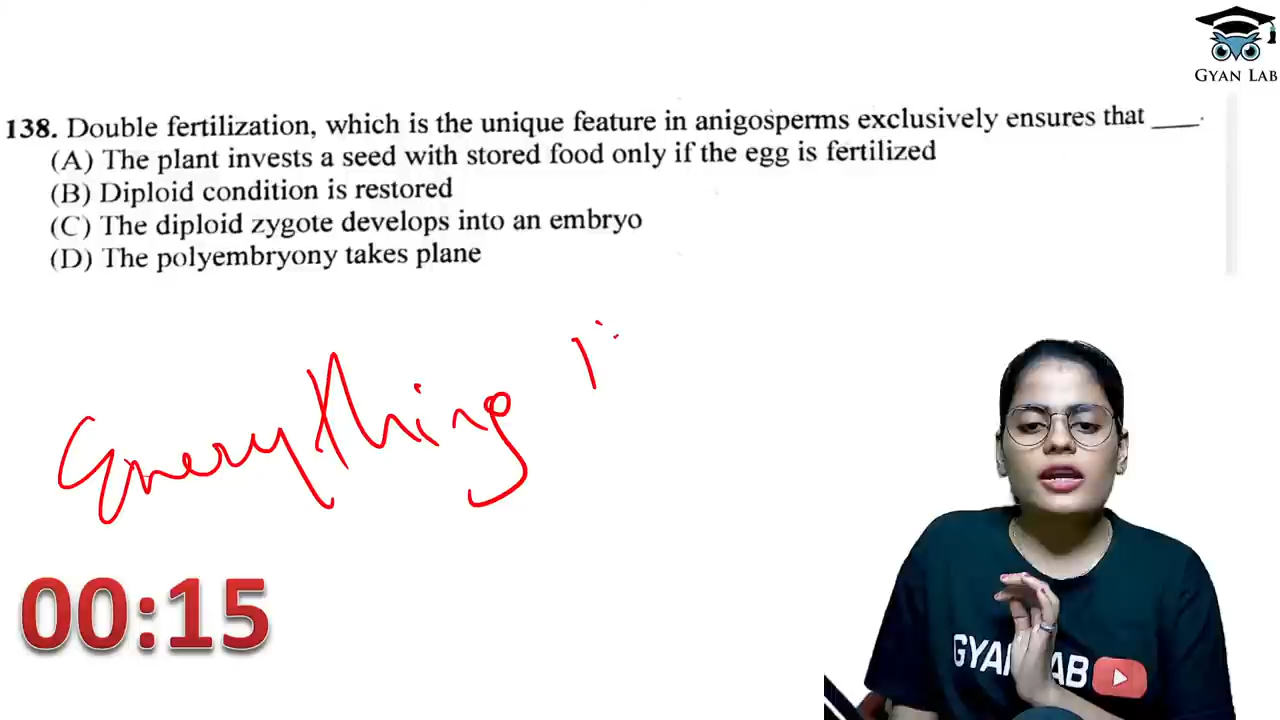 GYAN LAB
138. Double fertilization, which is the unique feature in anigosperms exclusively ensures that ____.
(A) The plant invests a seed with stored food only if the egg is fertilized
(B) Diploid condition is restored
(C) The diploid zygote develops into an embryo
(D) The polyembryony takes plane
Everything
00:15
GYAN LAB